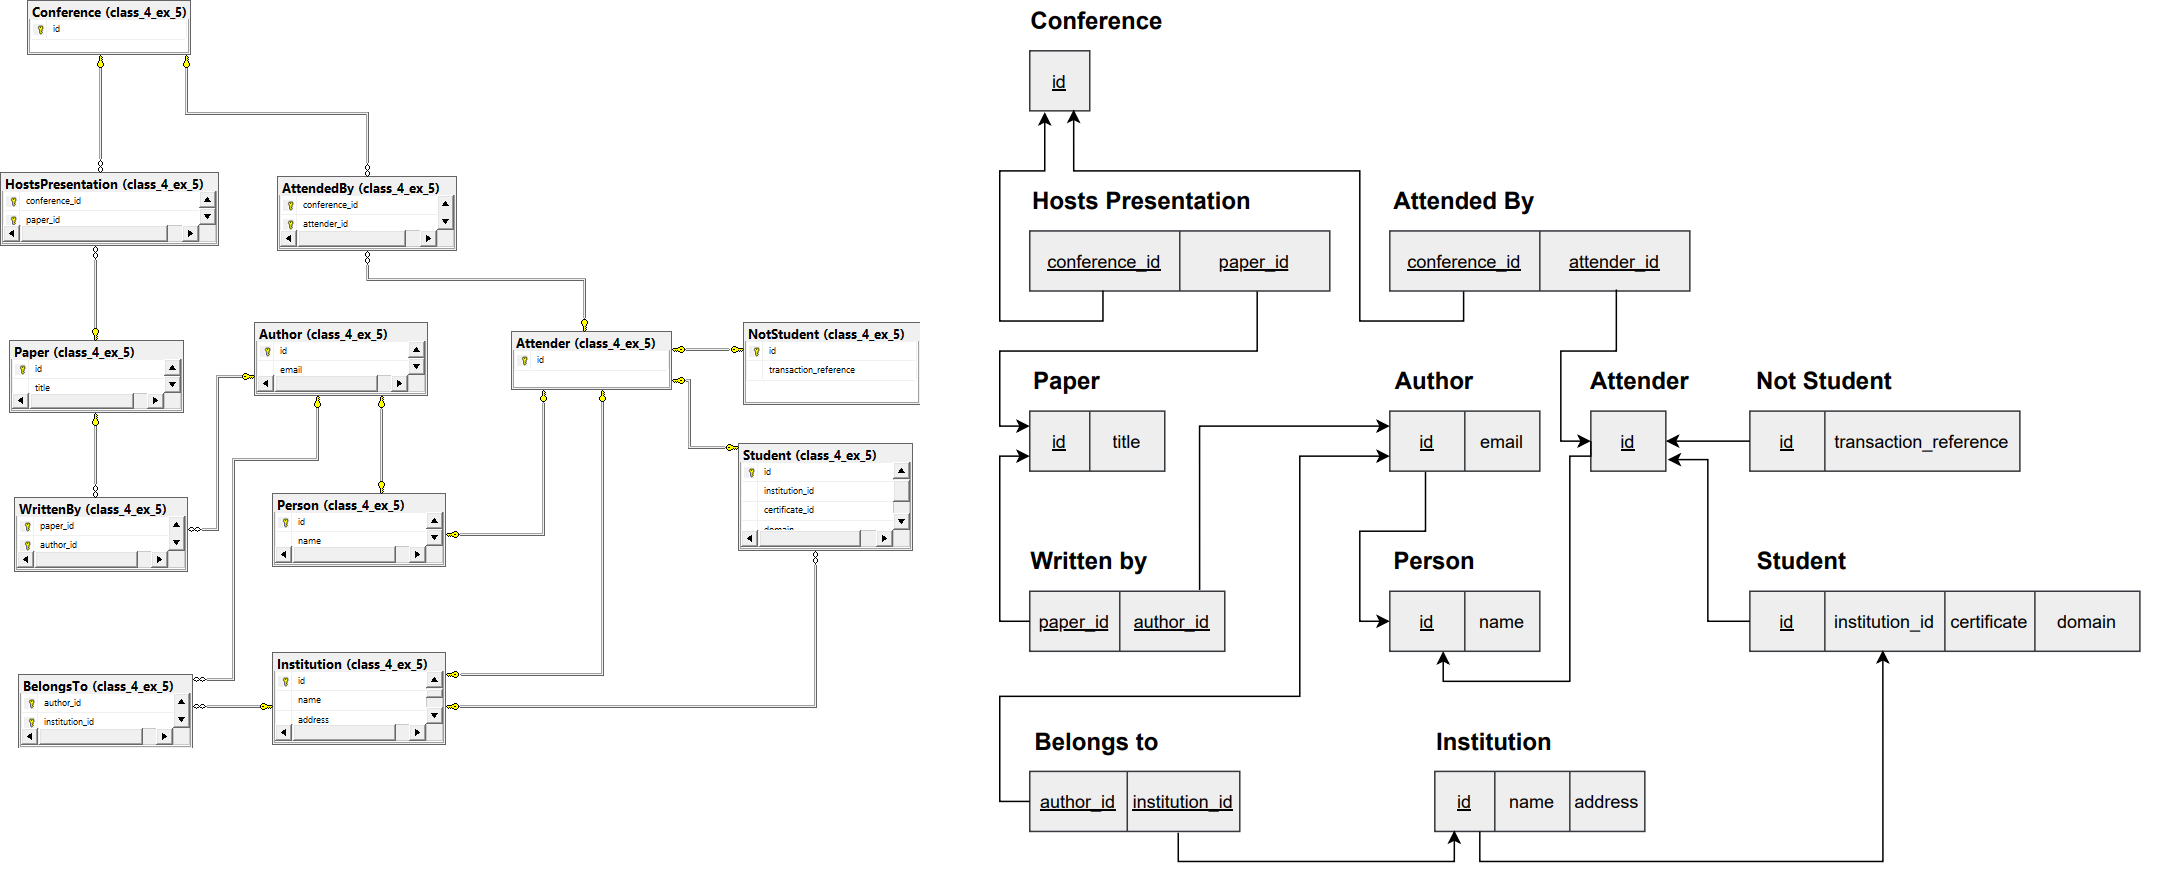 Conference (class_4_ex_5)
id
HostsPresentation (class_4_ex_5)
conference_id
paper_id
AttendedBy (class_4_ex_5)
conference_id
attender_id
Paper (class_4_ex_5)
id
title
Author (class_4_ex_5)
id
email
Attender (class_4_ex_5)
id
NotStudent (class_4_ex_5)
id
transaction_reference
Student (class_4_ex_5)
id
institution_id
certificate_id
domain
WrittenBy (class_4_ex_5)
paper_id
author_id
Person (class_4_ex_5)
id
name
BelongsTo (class_4_ex_5)
author_id
institution_id
Institution (class_4_ex_5)
id
name
address
Conference
id
Hosts Presentation
conference_id paper_id
Attended By
conference_id attender_id
Paper
id title
Author
id email
Attender
id
Not Student
id transaction_reference
Written by
paper_id author_id
Person
id name
Student
id institution_id certificate domain
Belongs to
author_id institution_id
Institution
id name address